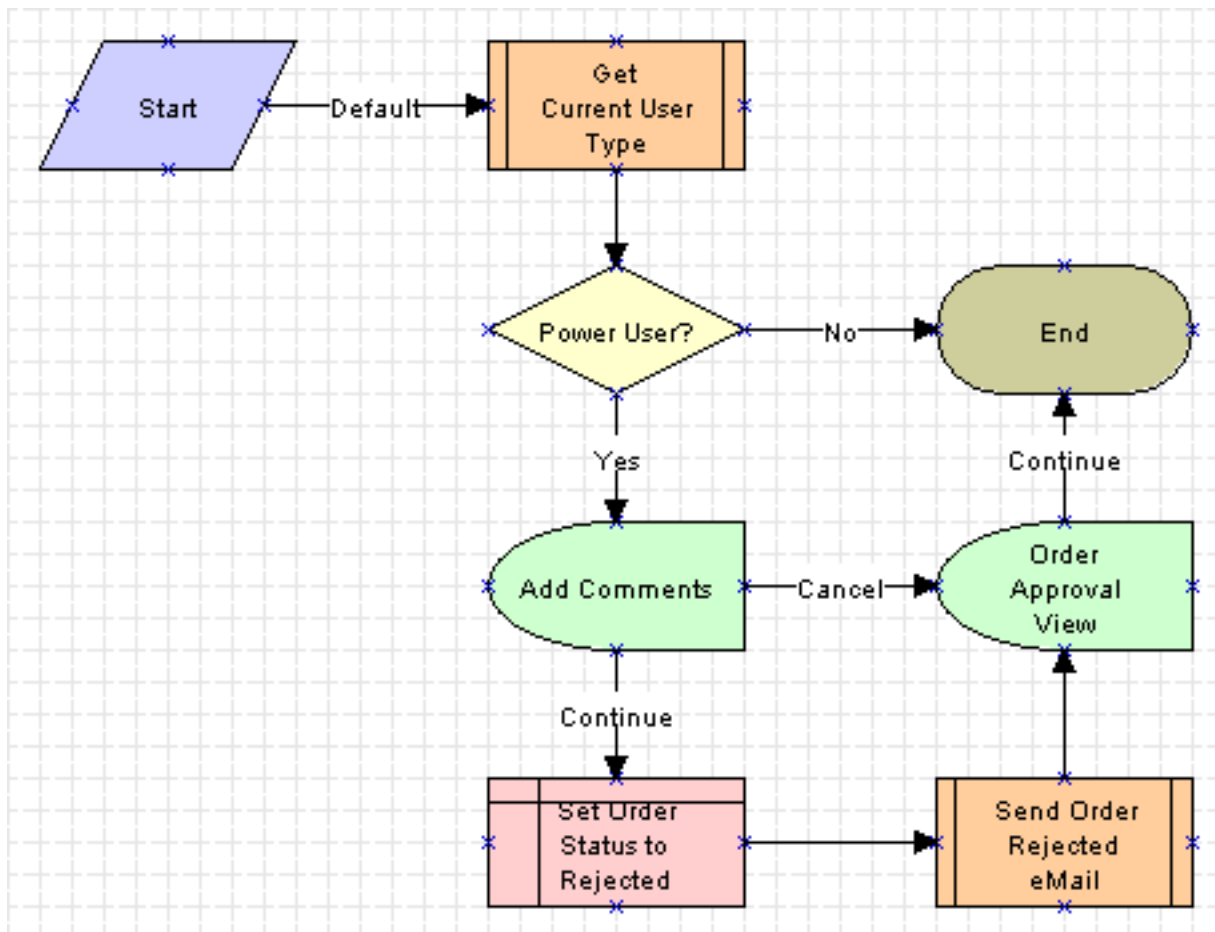 Start
Default
Get
Current User
Type
Power User?
No
End
Yes
Continue
Add Comments
Cancel
Order
Approval
View
Continue
Set Order
Status to
Rejected
Send Order
Rejected
eMail